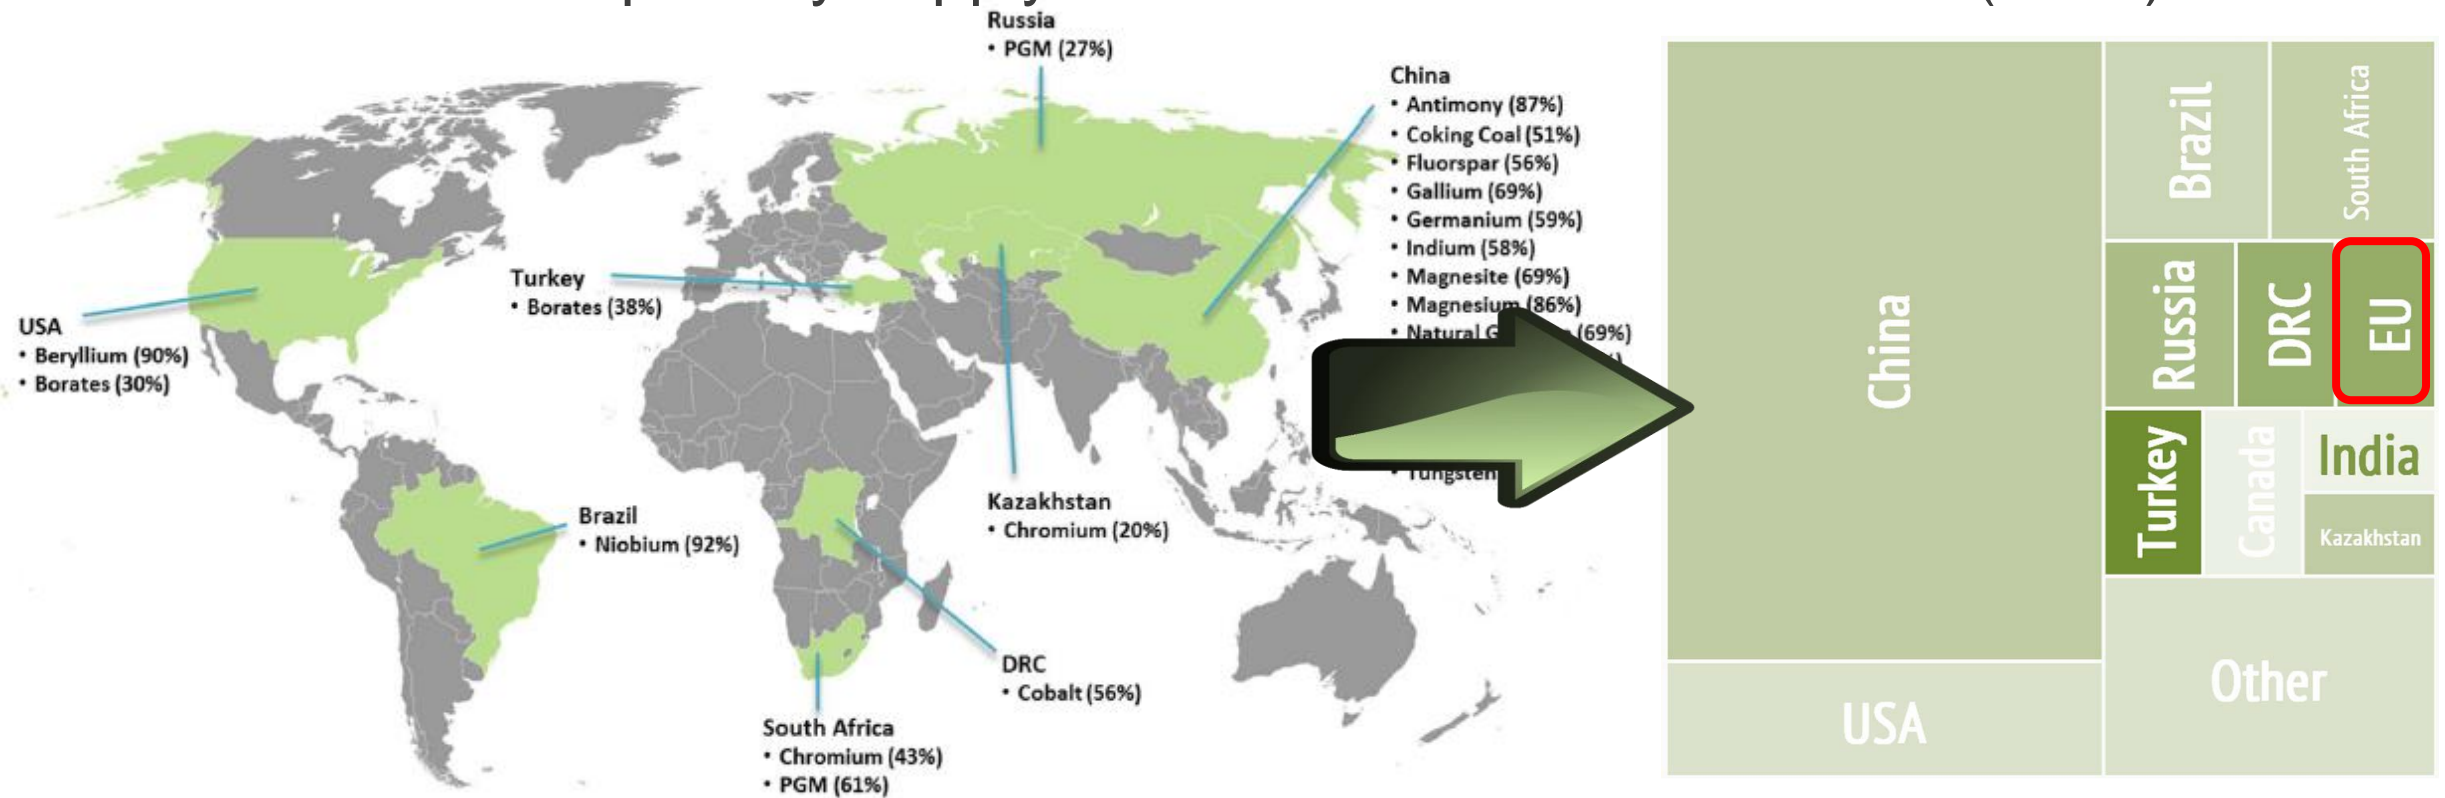 Russia
• PGM (27%)
China
• Antimony (87%)
• Coking Coal (51%)
• Fluorspar (56%)
• Gallium (69%)
• Germanium (59%)
• Indium (58%)
• Magnesite (69%)
• Magnesium (86%)
• Natural (69%)
• Tungsten
Turkey
• Borates (38%)
USA
• Beryllium (90%)
• Borates (30%)
Brazil
• Niobium (92%)
Kazakhstan
• Chromium (20%)
DRC
• Cobalt (56%)
South Africa
• Chromium (43%)
• PGM (61%)
China
USA
Brazil
South Africa
Russia
DRC
EU
Turkey
Canada
India
Kazakhstan
Other